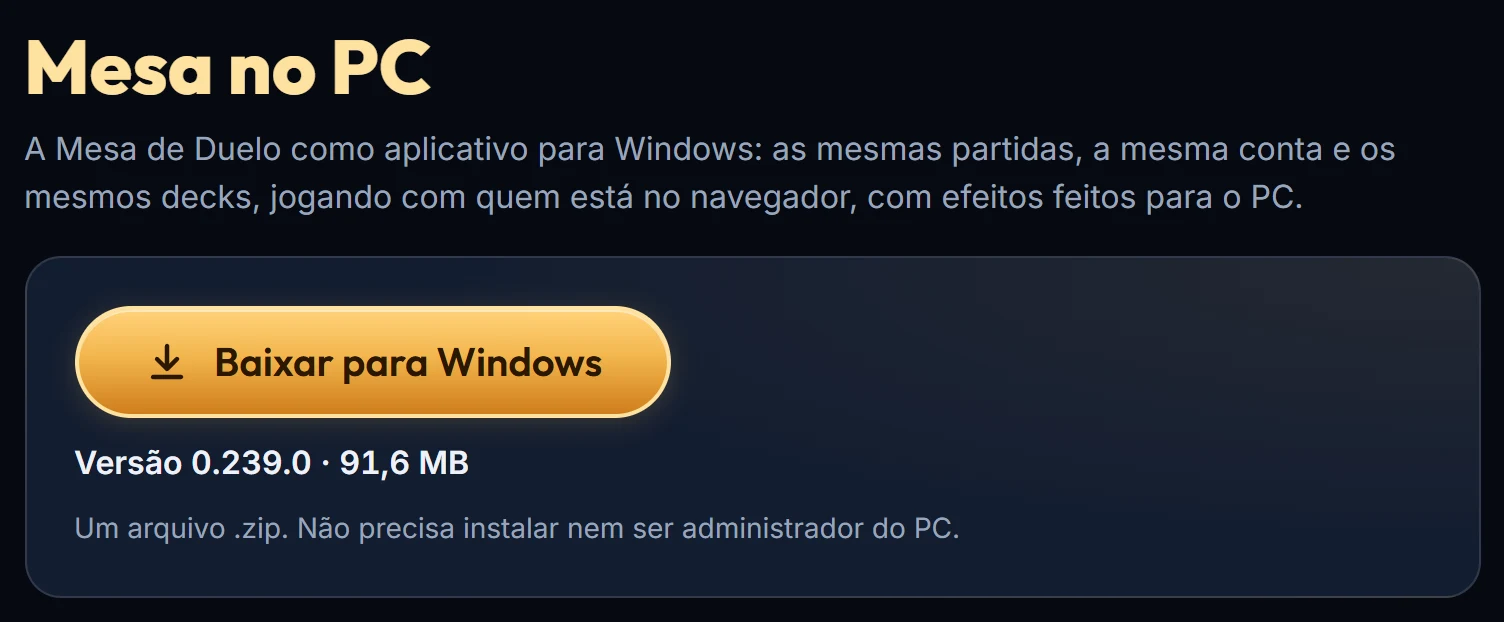 Mesa no PC
A Mesa de Duelo como aplicativo para Windows: as mesmas partidas, a mesma conta e os
mesmos decks, jogando com quem está no navegador, com efeitos feitos para o PC.
Baixar para Windows
Versão 0.239.0 · 91,6 MB
Um arquivo .zip. Não precisa instalar nem ser administrador do PC.